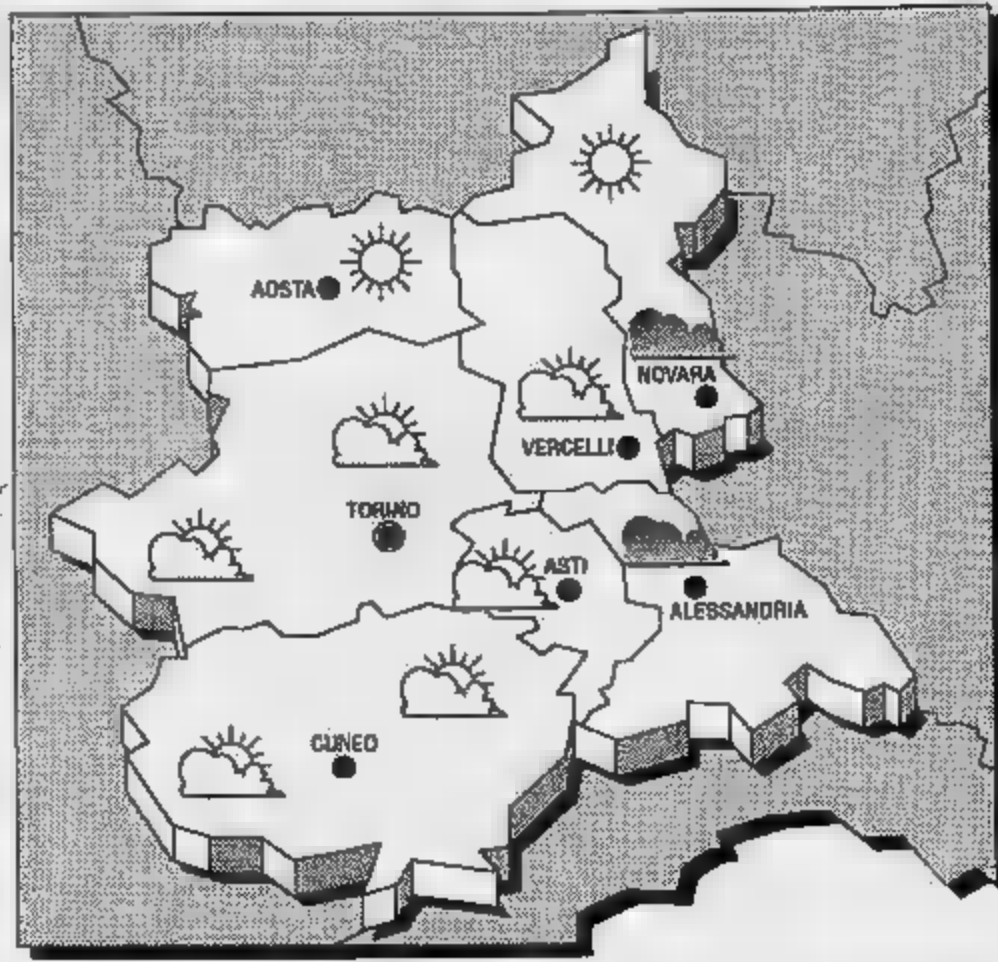 AOSTA
NOVARA
VERCELLI
TORINO
ASTI
ALESSANDRIA
CUNEO